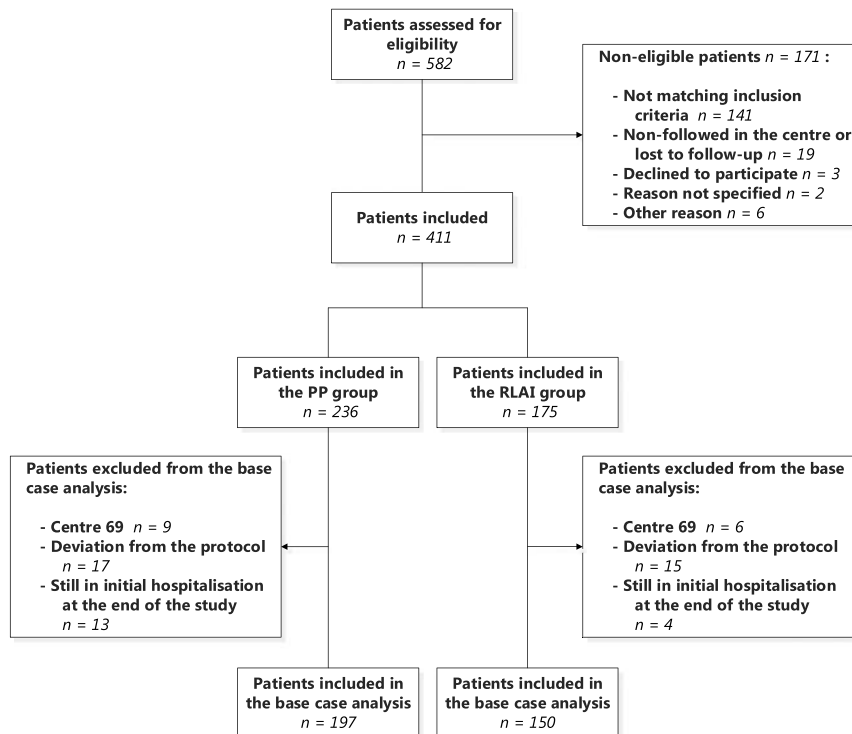 Patients assessed for
eligibility
n = 582
Non-eligible patients n = 171 :
- Not matching inclusion
criteria n = 141
- Non-followed in the centre or
lost to follow-up n = 19
- Declined to participate n = 3
- Reason not specified n = 2
- Other reason n = 6
Patients included
n = 411
Patients included in
the PP group
n = 236
Patients included in
the RLAI group
n = 175
Patients excluded from the base
case analysis:
- Centre 69 n = 9
- Deviation from the protocol
n = 17
- Still in initial hospitalisation
at the end of the study
n = 13
Patients excluded from the base
case analysis:
- Centre 69 n = 6
- Deviation from the protocol
n = 15
- Still in initial hospitalisation
at the end of the study
n = 4
Patients included in
the base case analysis
n = 197
Patients included in
the base case analysis
n = 150